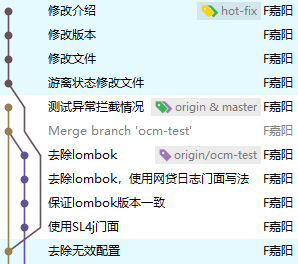 修改介绍 hot-fix F嘉阳
修改版本 F嘉阳
修改文件 F嘉阳
游离状态修改文件 F嘉阳
测试异常拦截情况 origin & master F嘉阳
Merge branch 'ocm-test' F嘉阳
去除lombok origin/ocm-test F嘉阳
去除lombok，使用网贷日志门面写法 F嘉阳
保证lombok版本一致 F嘉阳
使用SL4j门面 F嘉阳
去除无效配置 F嘉阳